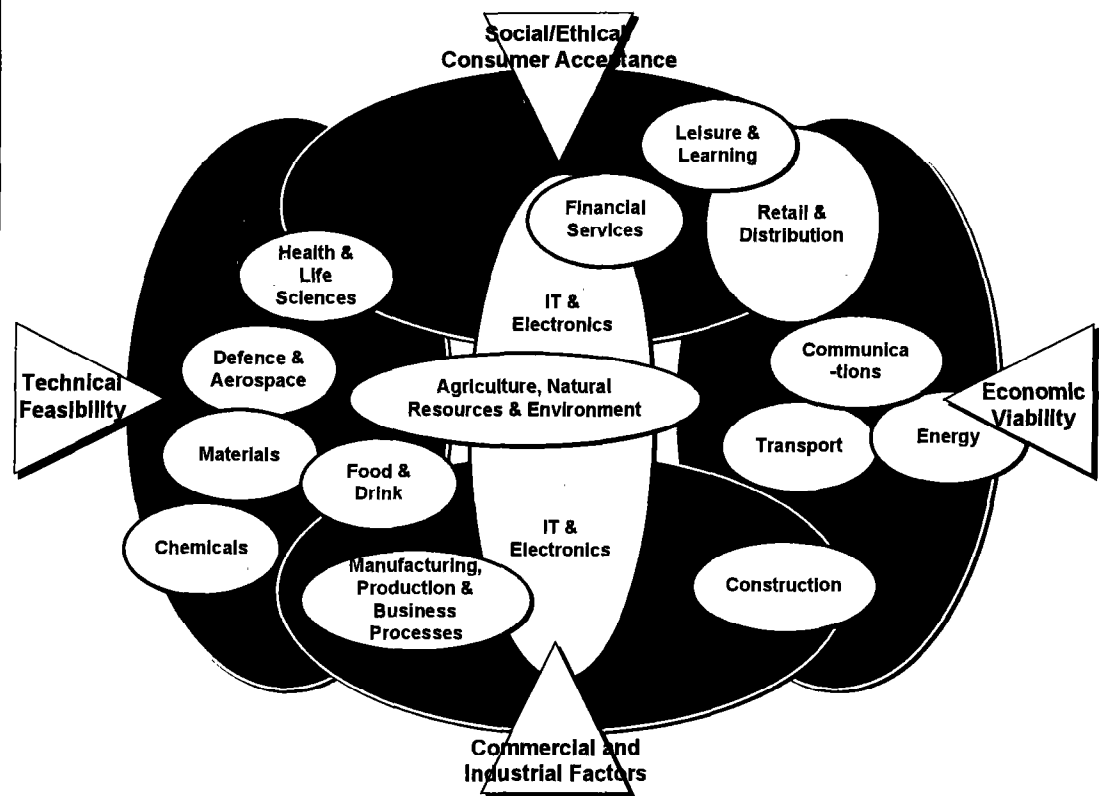 Social/Ethical/
Consumer Acceptance
Leisure &
Learning
Financial
Services
Retail &
Distribution
Health &
Life
Sciences
IT &
Electronics
Defence &
Aerospace
Communica
-tions
Technical
Feasibility
Agriculture, Natural
Resources & Environment
Economic
Viability
Materials
Food &
Drink
Transport
Energy
Chemicals
IT &
Electronics
Manufacturing,
Production &
Business
Processes
Construction
Commercial and
Industrial Factors